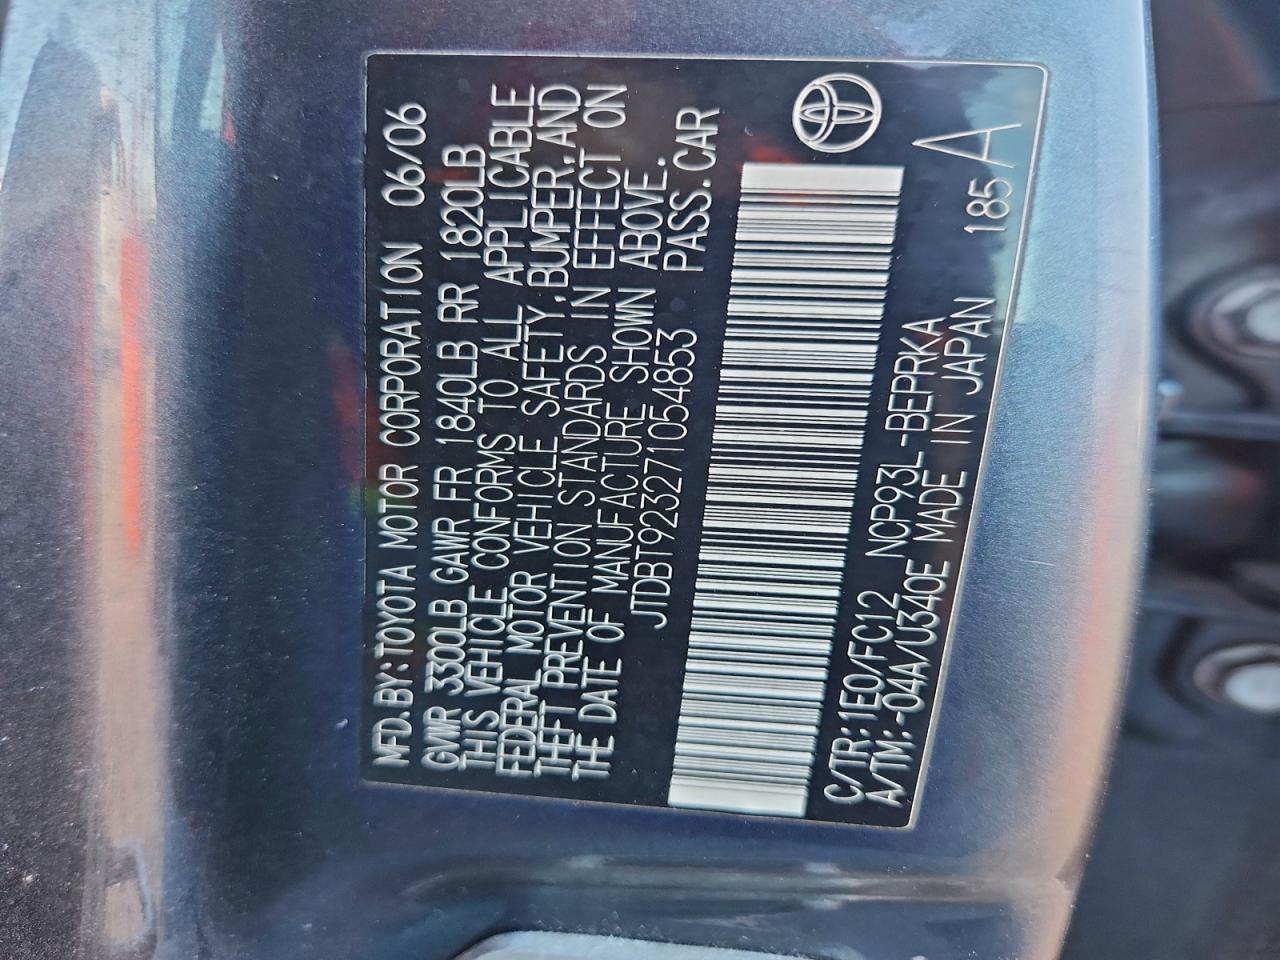 MFD.BY:TOYOTA MOTOR CORPORATION 06/06
GVWR 3300LB GAWR FR 1840LB RR 1820LB
THIS VEHICLE CONFORMS TO ALL APPLICABLE
FEDERAL MOTOR VEHICLE SAFETY,BUMPER,AND
THEFT PREVENTION STANDARDS IN EFFECT ON
THE DATE OF MANUFACTURE SHOWN ABOVE.
JTDBT923271054853 PASS.CAR
C/TR:1E0/FC12 NCP93L-BEPRKA 185
A/TM:-04A/U340E MADE IN JAPAN A